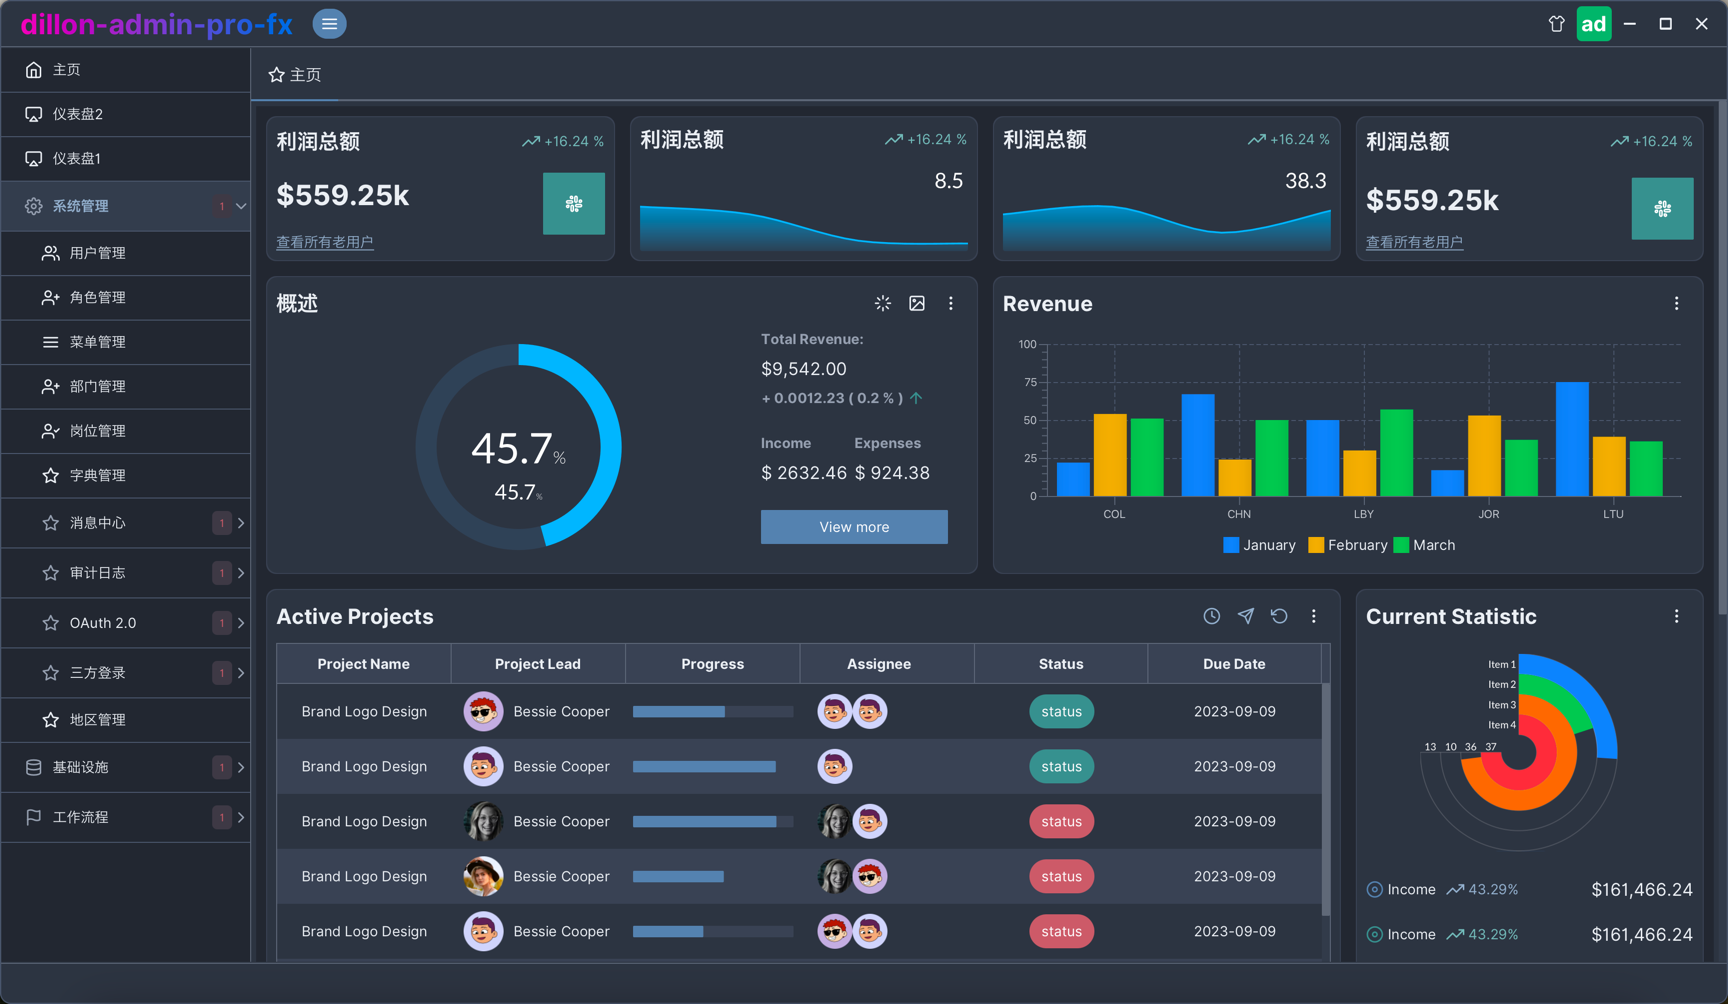 dillon-admin-pro-fx
ad
主页
仪表盘2
仪表盘1
系统管理 1
用户管理
角色管理
菜单管理
部门管理
岗位管理
字典管理
消息中心 1
审计日志 1
OAuth 2.0 1
三方登录 1
地区管理
基础设施 1
工作流程 1
主页
利润总额 +16.24 %
$559.25k
查看所有老用户
利润总额 +16.24 %
8.5
利润总额 +16.24 %
38.3
利润总额 +16.24 %
$559.25k
查看所有老用户
概述
45.7%
45.7%
Total Revenue:
$9,542.00
+ 0.0012.23 ( 0.2 % )
Income Expenses
$ 2632.46 $ 924.38
View more
Revenue
100
75
50
25
0
COL CHN LBY JOR LTU
January February March
Active Projects
Project Name Project Lead Progress Assignee Status Due Date
Brand Logo Design Bessie Cooper status 2023-09-09
Brand Logo Design Bessie Cooper status 2023-09-09
Brand Logo Design Bessie Cooper status 2023-09-09
Brand Logo Design Bessie Cooper status 2023-09-09
Brand Logo Design Bessie Cooper status 2023-09-09
Current Statistic
Item 1
Item 2
Item 3
Item 4
13 10 36 37
Income 43.29% $161,466.24
Income 43.29% $161,466.24